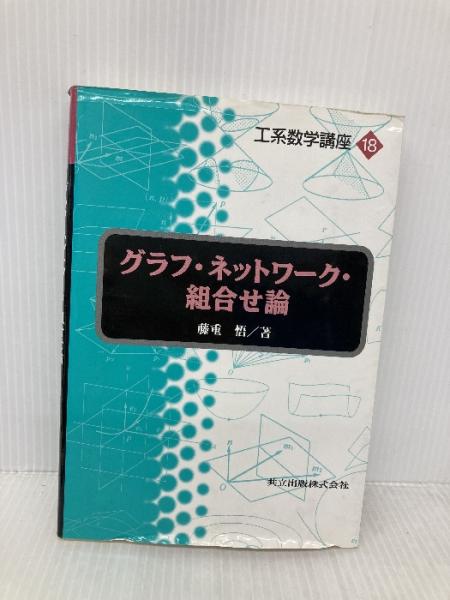 工系数学講座 18
グラフ・ネットワーク・
組合せ論
藤重 悟/著
共立出版株式会社